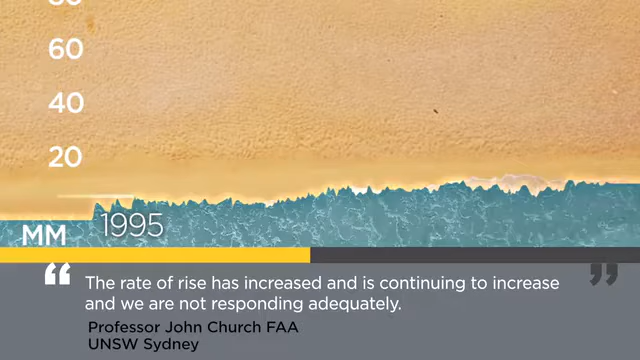 80
60
40
20
1995
MM
“ The rate of rise has increased and is continuing to increase ”
and we are not responding adequately.
Professor John Church FAA
UNSW Sydney